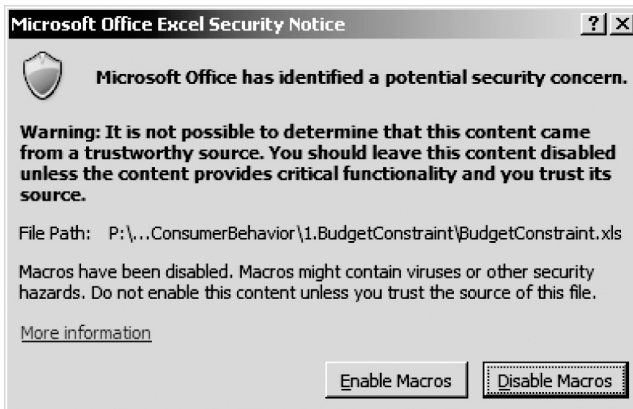 Microsoft Office Excel Security Notice ? X
Microsoft Office has identified a potential security concern.
Warning: It is not possible to determine that this content came
from a trustworthy source. You should leave this content disabled
unless the content provides critical functionality and you trust its
source.
File Path: P:\...ConsumerBehavior\1.BudgetConstraint\BudgetConstraint.xls
Macros have been disabled. Macros might contain viruses or other security
hazards. Do not enable this content unless you trust the source of this file.
More information
Enable Macros Disable Macros